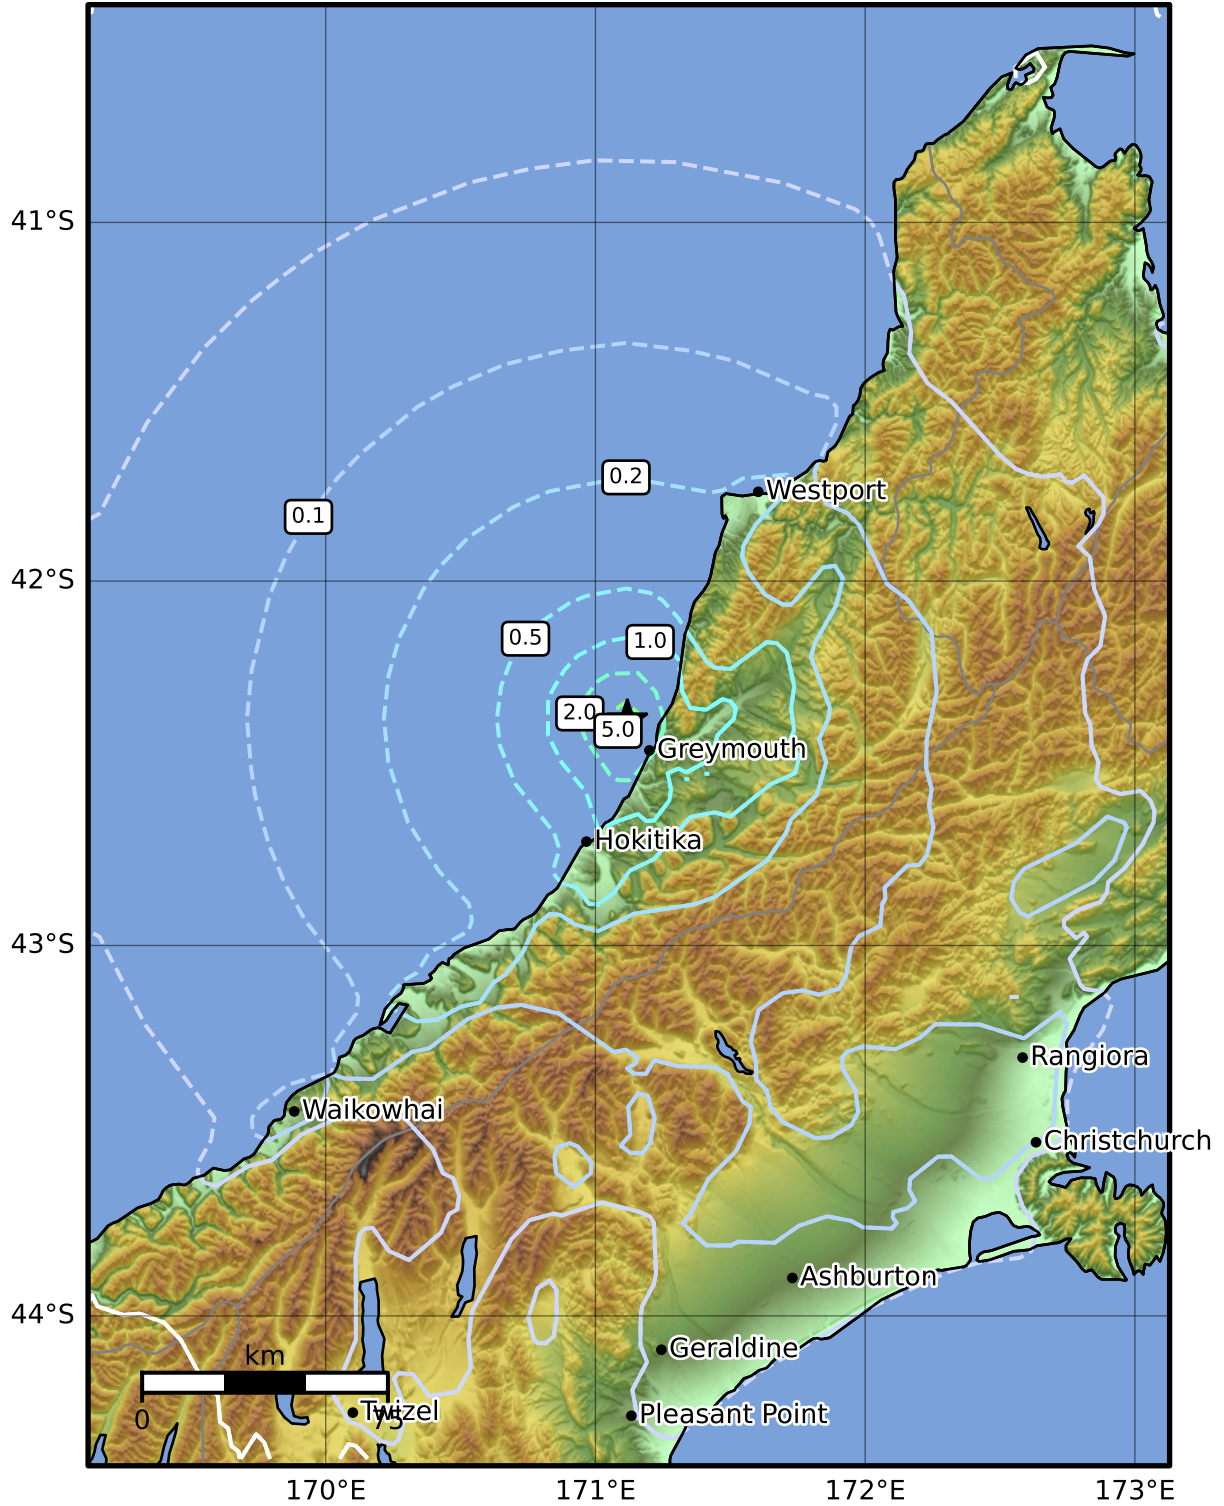 41°S
0.2
Westport
0.1
42°S
0.5
1.0
2.0
5.0
Greymouth
Hokitika
43°S
Rangiora
Waikowhai
Christchurch
Ashburton
44°S
Geraldine
km
Twizel
Pleasant Point
0
75
170°E
171°E
172°E
173°E